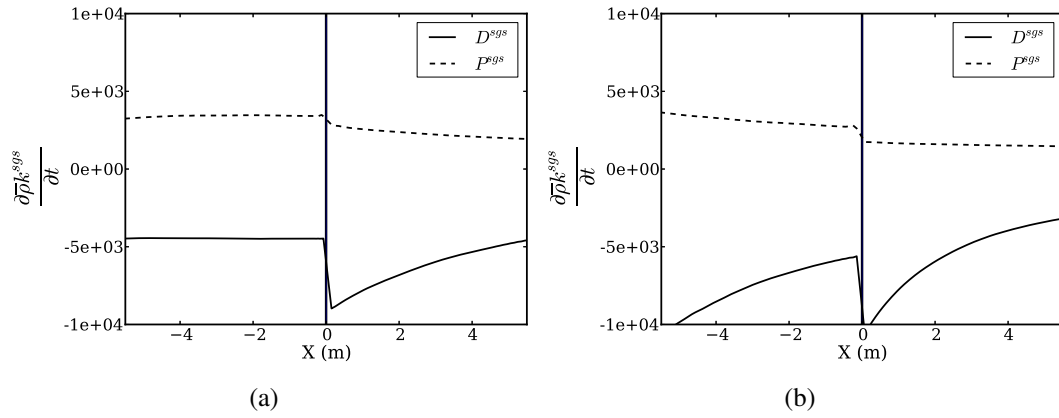 1e+04
5e+03
0e+00
-5e+03
-1e+04
∂ρ̅k^sgs
∂t
−4 −2 0 2 4
X (m)
D^sgs
P^sgs
(a)
1e+04
5e+03
0e+00
-5e+03
-1e+04
∂ρ̅k^sgs
∂t
−4 −2 0 2 4
X (m)
D^sgs
P^sgs
(b)